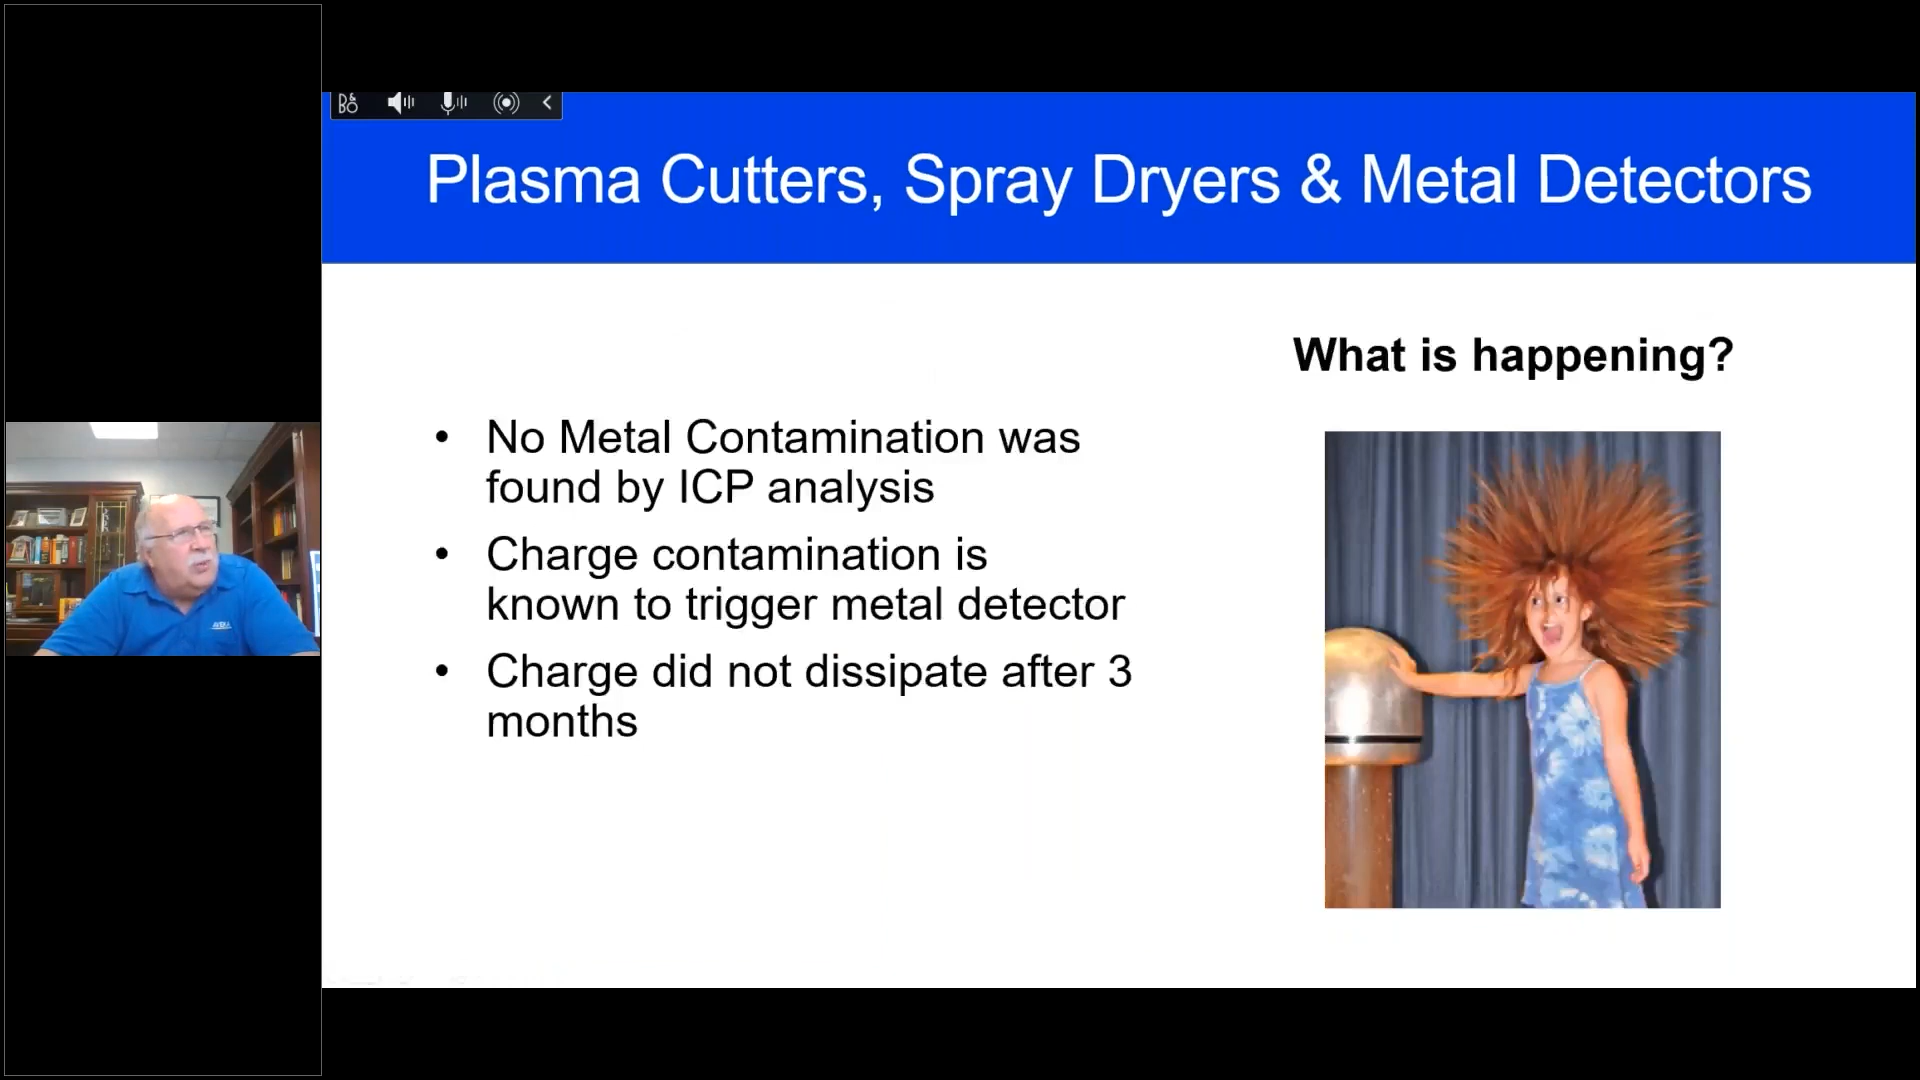 B&O
Plasma Cutters, Spray Dryers & Metal Detectors
What is happening?
• No Metal Contamination was
found by ICP analysis
• Charge contamination is
known to trigger metal detector
• Charge did not dissipate after 3
months